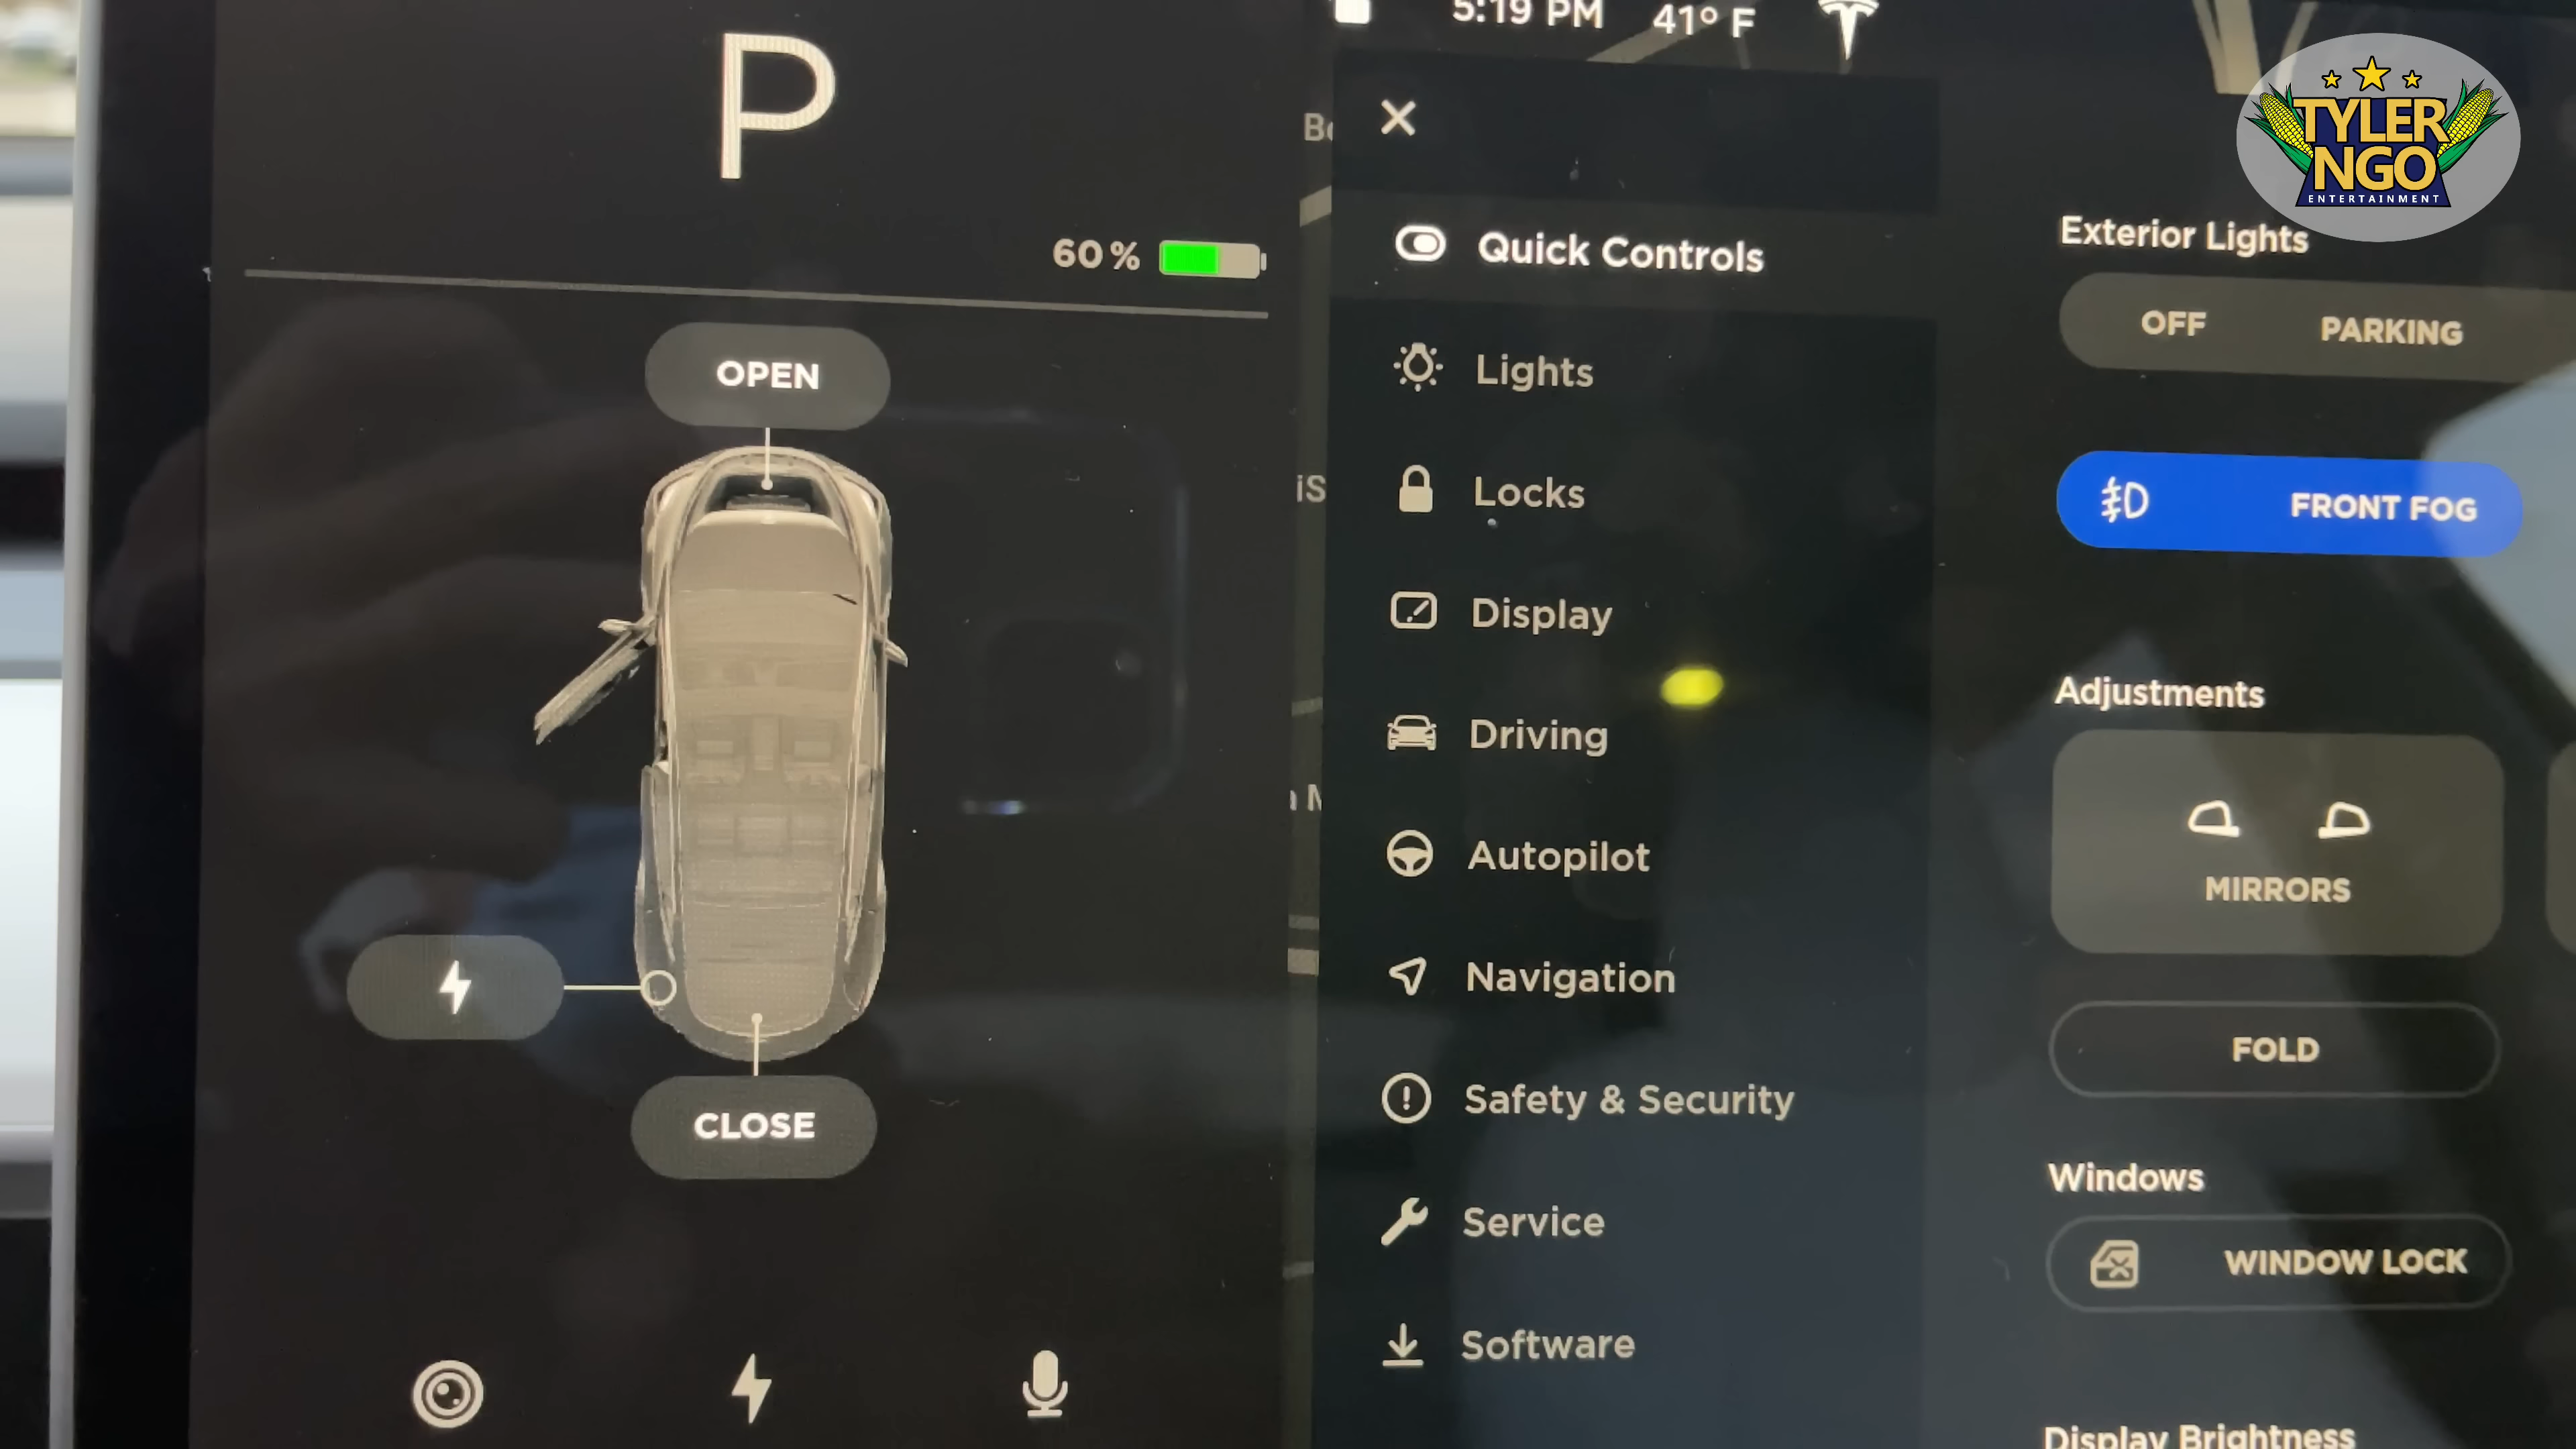 P
60%
OPEN
CLOSE
5:19 PM 41° F
Quick Controls
Lights
Locks
Display
Driving
Autopilot
Navigation
Safety & Security
Service
Software
TYLER
NGO
ENTERTAINMENT
Exterior Lights
OFF PARKING
FRONT FOG
Adjustments
MIRRORS
FOLD
Windows
WINDOW LOCK
Display Brightness